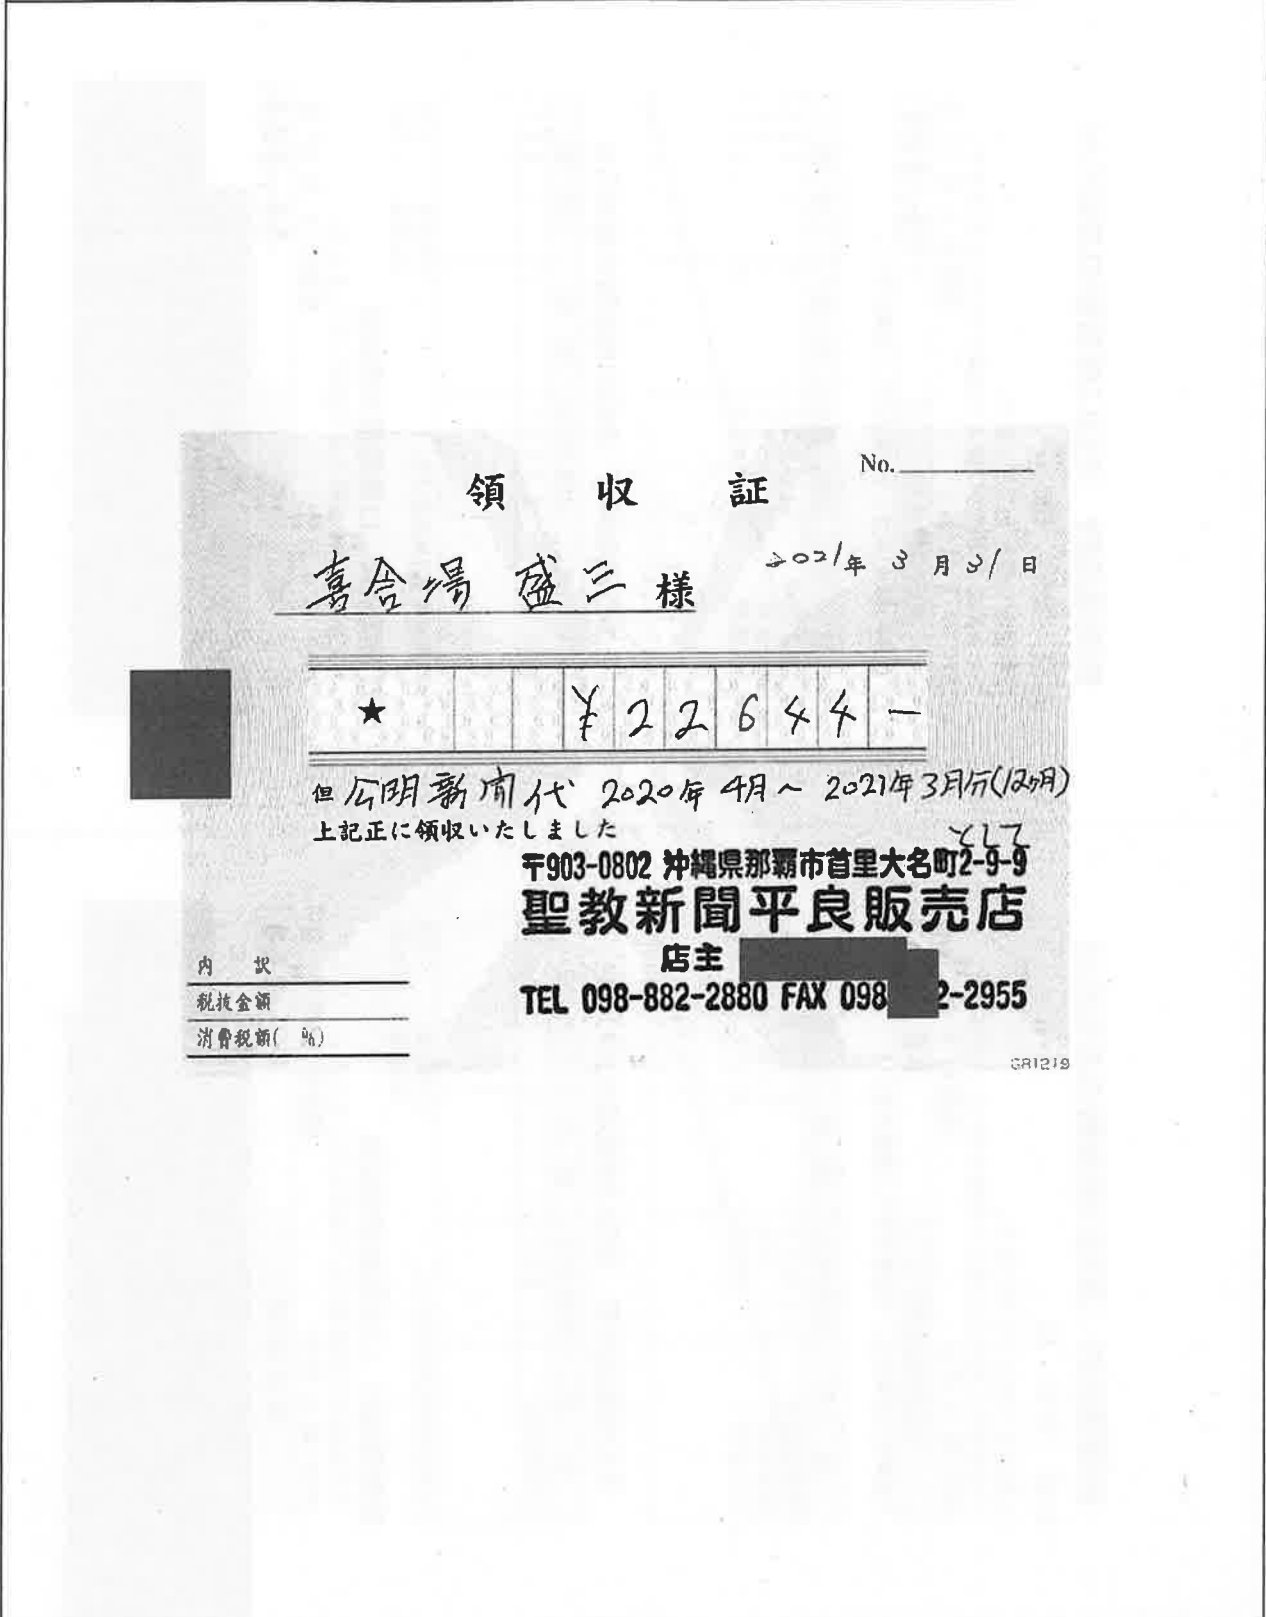 No.
領 収 証
喜舎場 盛三 様
2021年 3月 31日
★ ¥22644-
但 公明新聞代 2020年4月~2021年3月分(12ヶ月)
として
上記正に領収いたしました
〒903-0802 沖縄県那覇市首里大名町2-9-9
聖教新聞平良販売店
店主
TEL 098-882-2880 FAX 098 2-2955
内 訳
税抜金額
消費税額( %)
GR1219